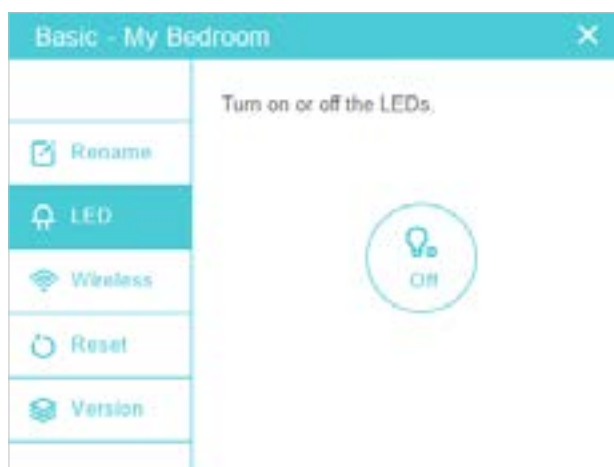 Basic - My Bedroom
Turn on or off the LEDs.
Rename
LED
Off
Wireless
Reset
Version